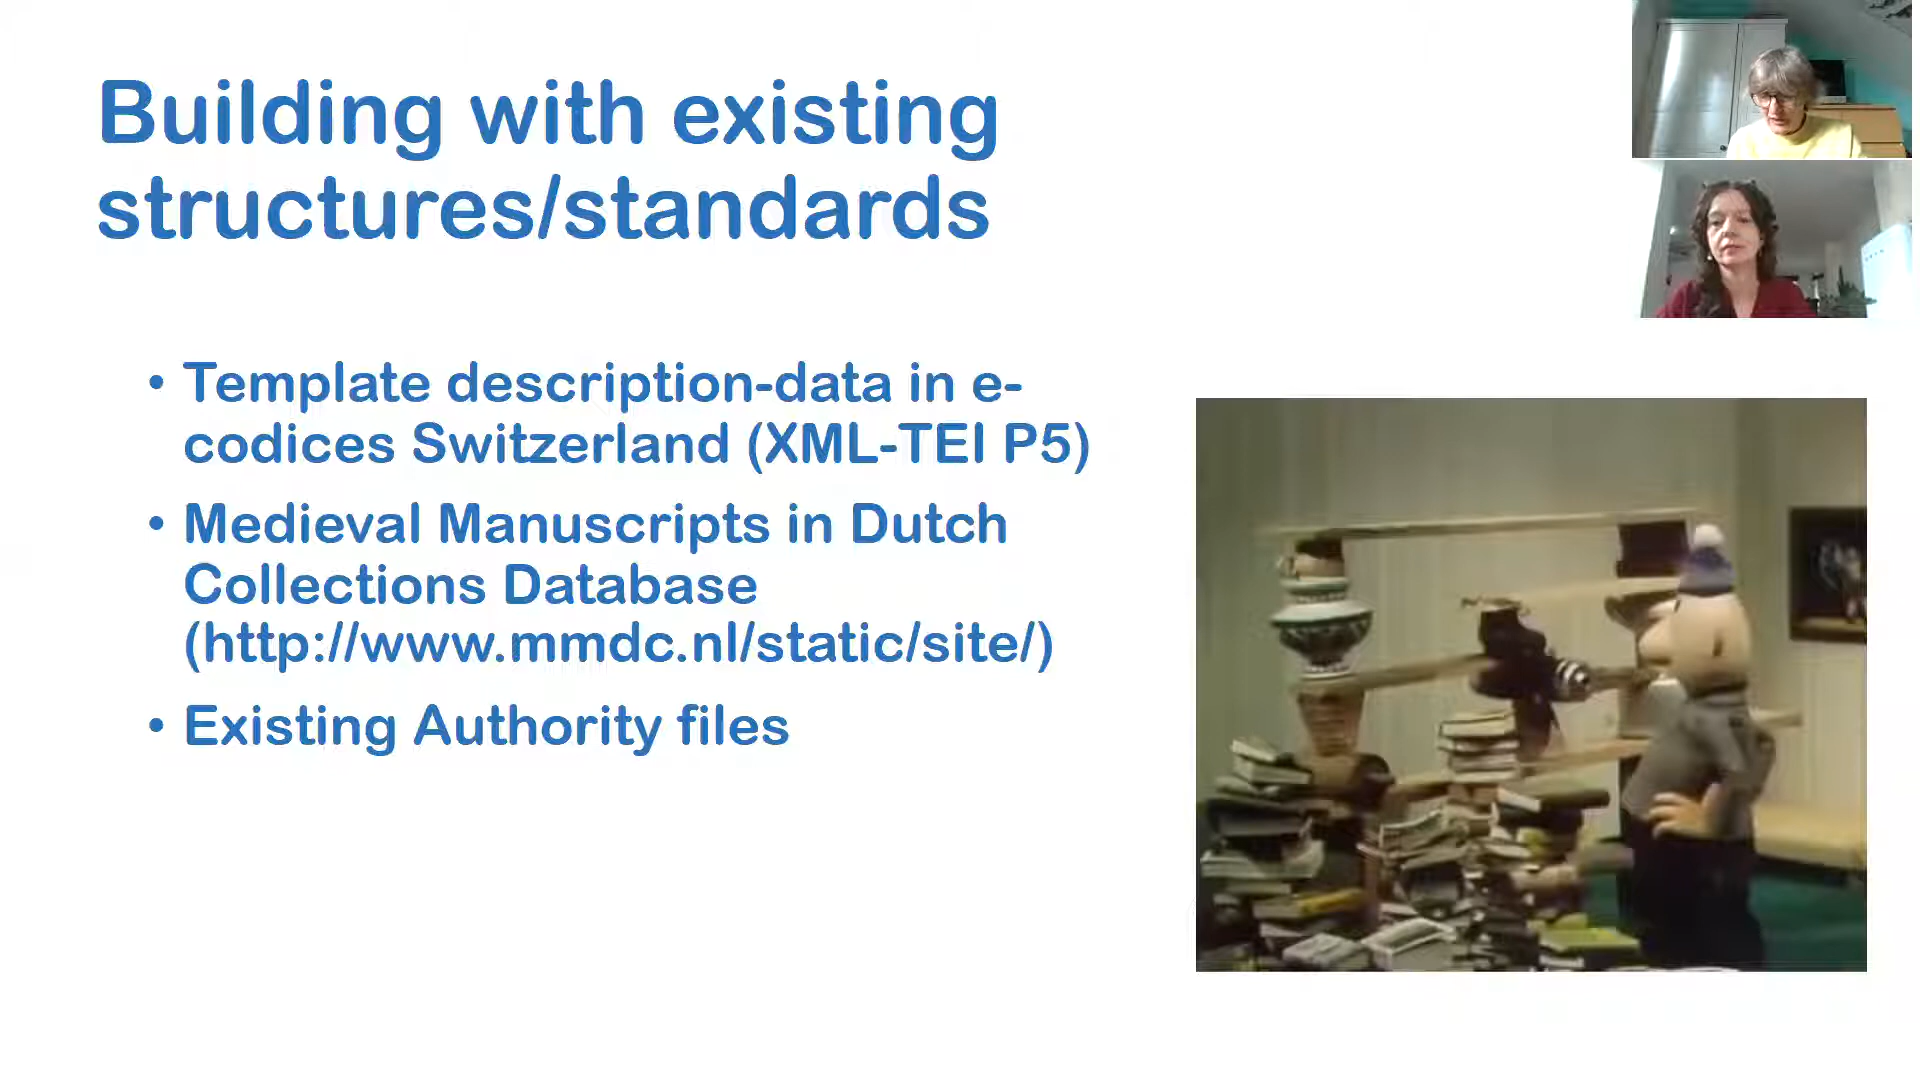 Building with existing
structures/standards
• Template description-data in e-
codices Switzerland (XML-TEI P5)
• Medieval Manuscripts in Dutch
Collections Database
(http://www.mmdc.nl/static/site/)
• Existing Authority files